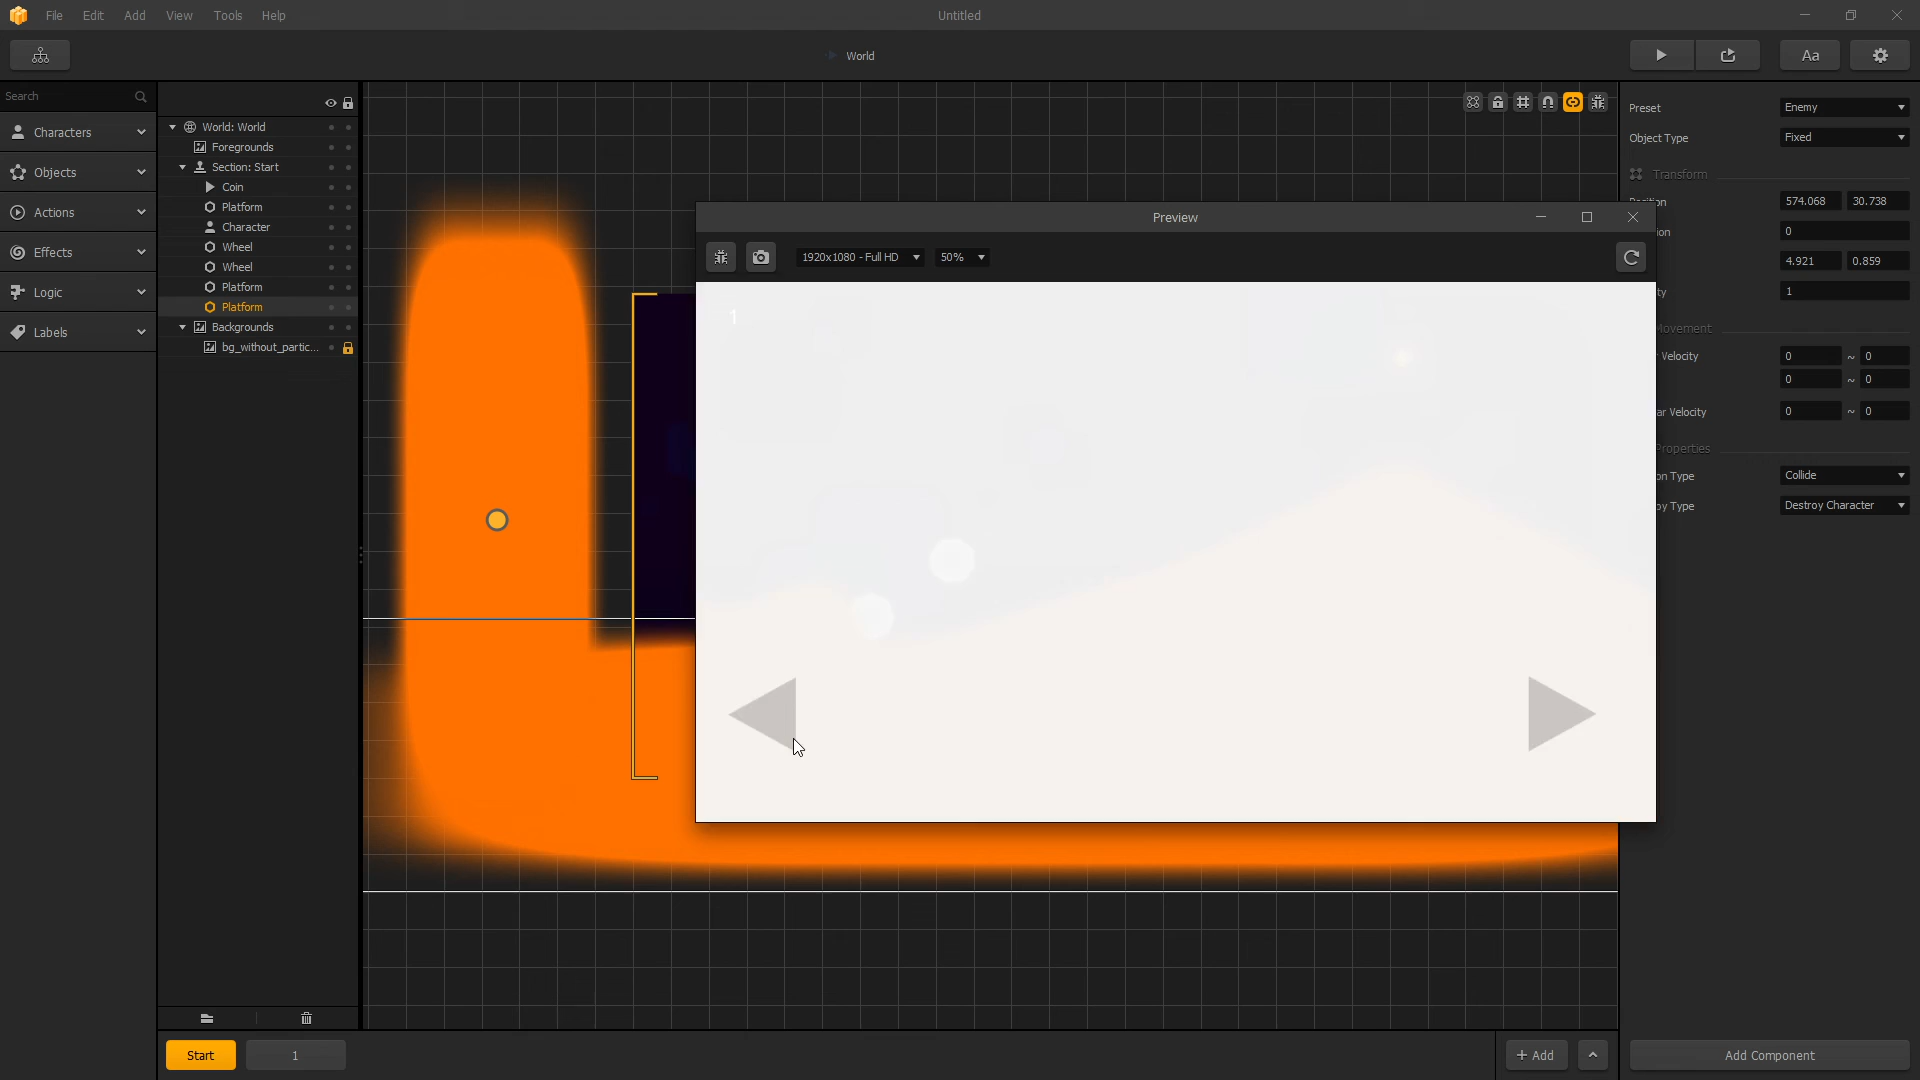 File Edit View Tools Help
Add
Untitled
World
Aa
Search
Characters
Objects
Actions
Effects
Logic
Labels
World: World
Foregrounds
Section: Start
Coin
Platform
Character
Wheel
Wheel
Platform
Platform
Backgrounds
bg_without_partic...
Preview
1920x1080 - Full HD
50%
1
Preset
Enemy
Object Type
Fixed
Transform
574.068
30.738
0
4.921
0.859
1
Movement
Velocity
0 ~ 0
0 ~ 0
ar Velocity
0 ~ 0
Properties
on Type
Collide
oy Type
Destroy Character
Start
1
+ Add
Add Component